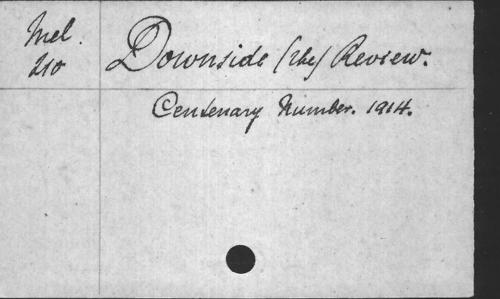 Mel.
210
Downside (The) Review.
Centenary Number. 1914.